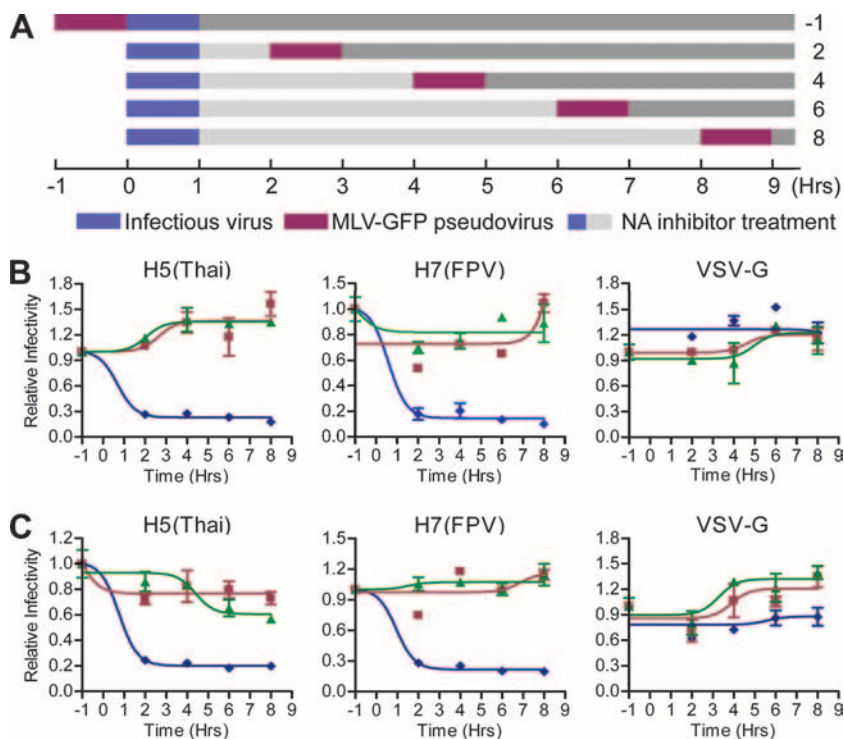 A
-1
2
4
6
8
-1 0 1 2 3 4 5 6 7 8 9 (Hrs)
Infectious virus MLV-GFP pseudovirus NA inhibitor treatment
B
H5(Thai) H7(FPV) VSV-G
Relative Infectivity
1.8 1.5 1.2 0.9 0.6 0.3 0.0
1.0 1.0 0.8 0.6 0.4 0.2 0.0
1.8 1.5 1.2 0.9 0.6 0.3 0.0
-1 0 1 2 3 4 5 6 7 8 9
-1 0 1 2 3 4 5 6 7 8 9
-1 0 1 2 3 4 5 6 7 8 9
Time (Hrs) Time (Hrs) Time (Hrs)
C
H5(Thai) H7(FPV) VSV-G
Relative Infectivity
1.2 1.0 0.8 0.6 0.4 0.2 0.0
1.5 1.2 0.9 0.6 0.3 0.0
1.8 1.5 1.2 0.9 0.6 0.3 0.0
-1 0 1 2 3 4 5 6 7 8 9
-1 0 1 2 3 4 5 6 7 8 9
-1 0 1 2 3 4 5 6 7 8 9
Time (Hrs) Time (Hrs) Time (Hrs)